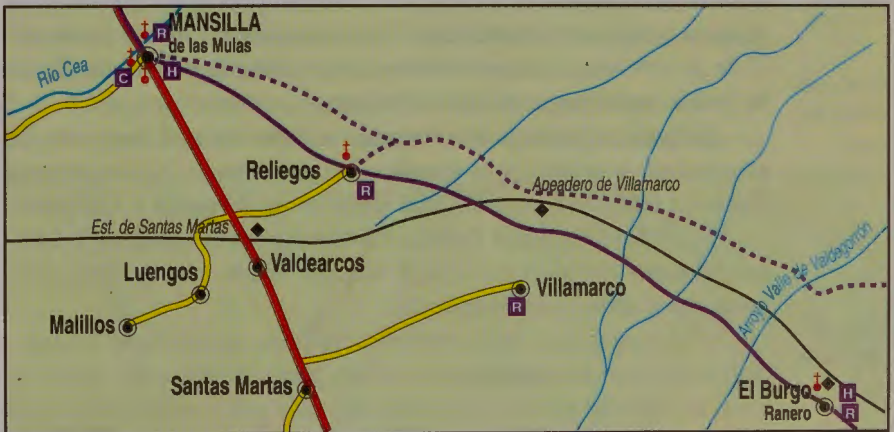 MANSILLA
de las Mulas
R
C
H
Río Cea
Reliegos
R
Apeadero de Villamarco
Est. de Santas Martas
Valdearcos
Luengos
Malillos
Villamarco
R
Arroyo Valle de Valdegorrón
Santas Martas
El Burgo
Ranero
H
R